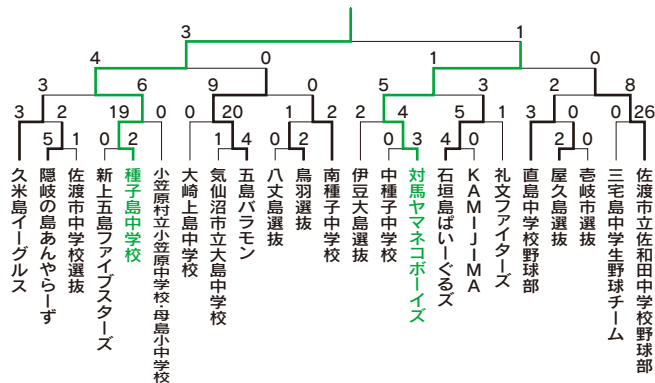 3 1
4 0 1 0
3 6 9 0 5 3 2 8
3 2 19 0 0 20 1 2 2 4 5 1 3 0 0 26
5 1 0 2 1 4 2 0 0 3 4 0 2 0
久米島イーグルス
隠岐の島あんやらーず
佐渡市中学校選抜
新上五島ファイブスターズ
種子島中学校
小笠原村立小笠原中学校・母島小中学校
大崎上島中学校
気仙沼市立大島中学校
五島バラモン
八丈島選抜
鳥羽選抜
南種子中学校
伊豆大島選抜
中種子中学校
対馬ヤマネコボーイズ
石垣島ぱいーぐるズ
KAMIJIMA
礼文ファイターズ
直島中学校野球部
屋久島選抜
壱岐市選抜
三宅島中学生野球チーム
佐渡市立佐和田中学校野球部